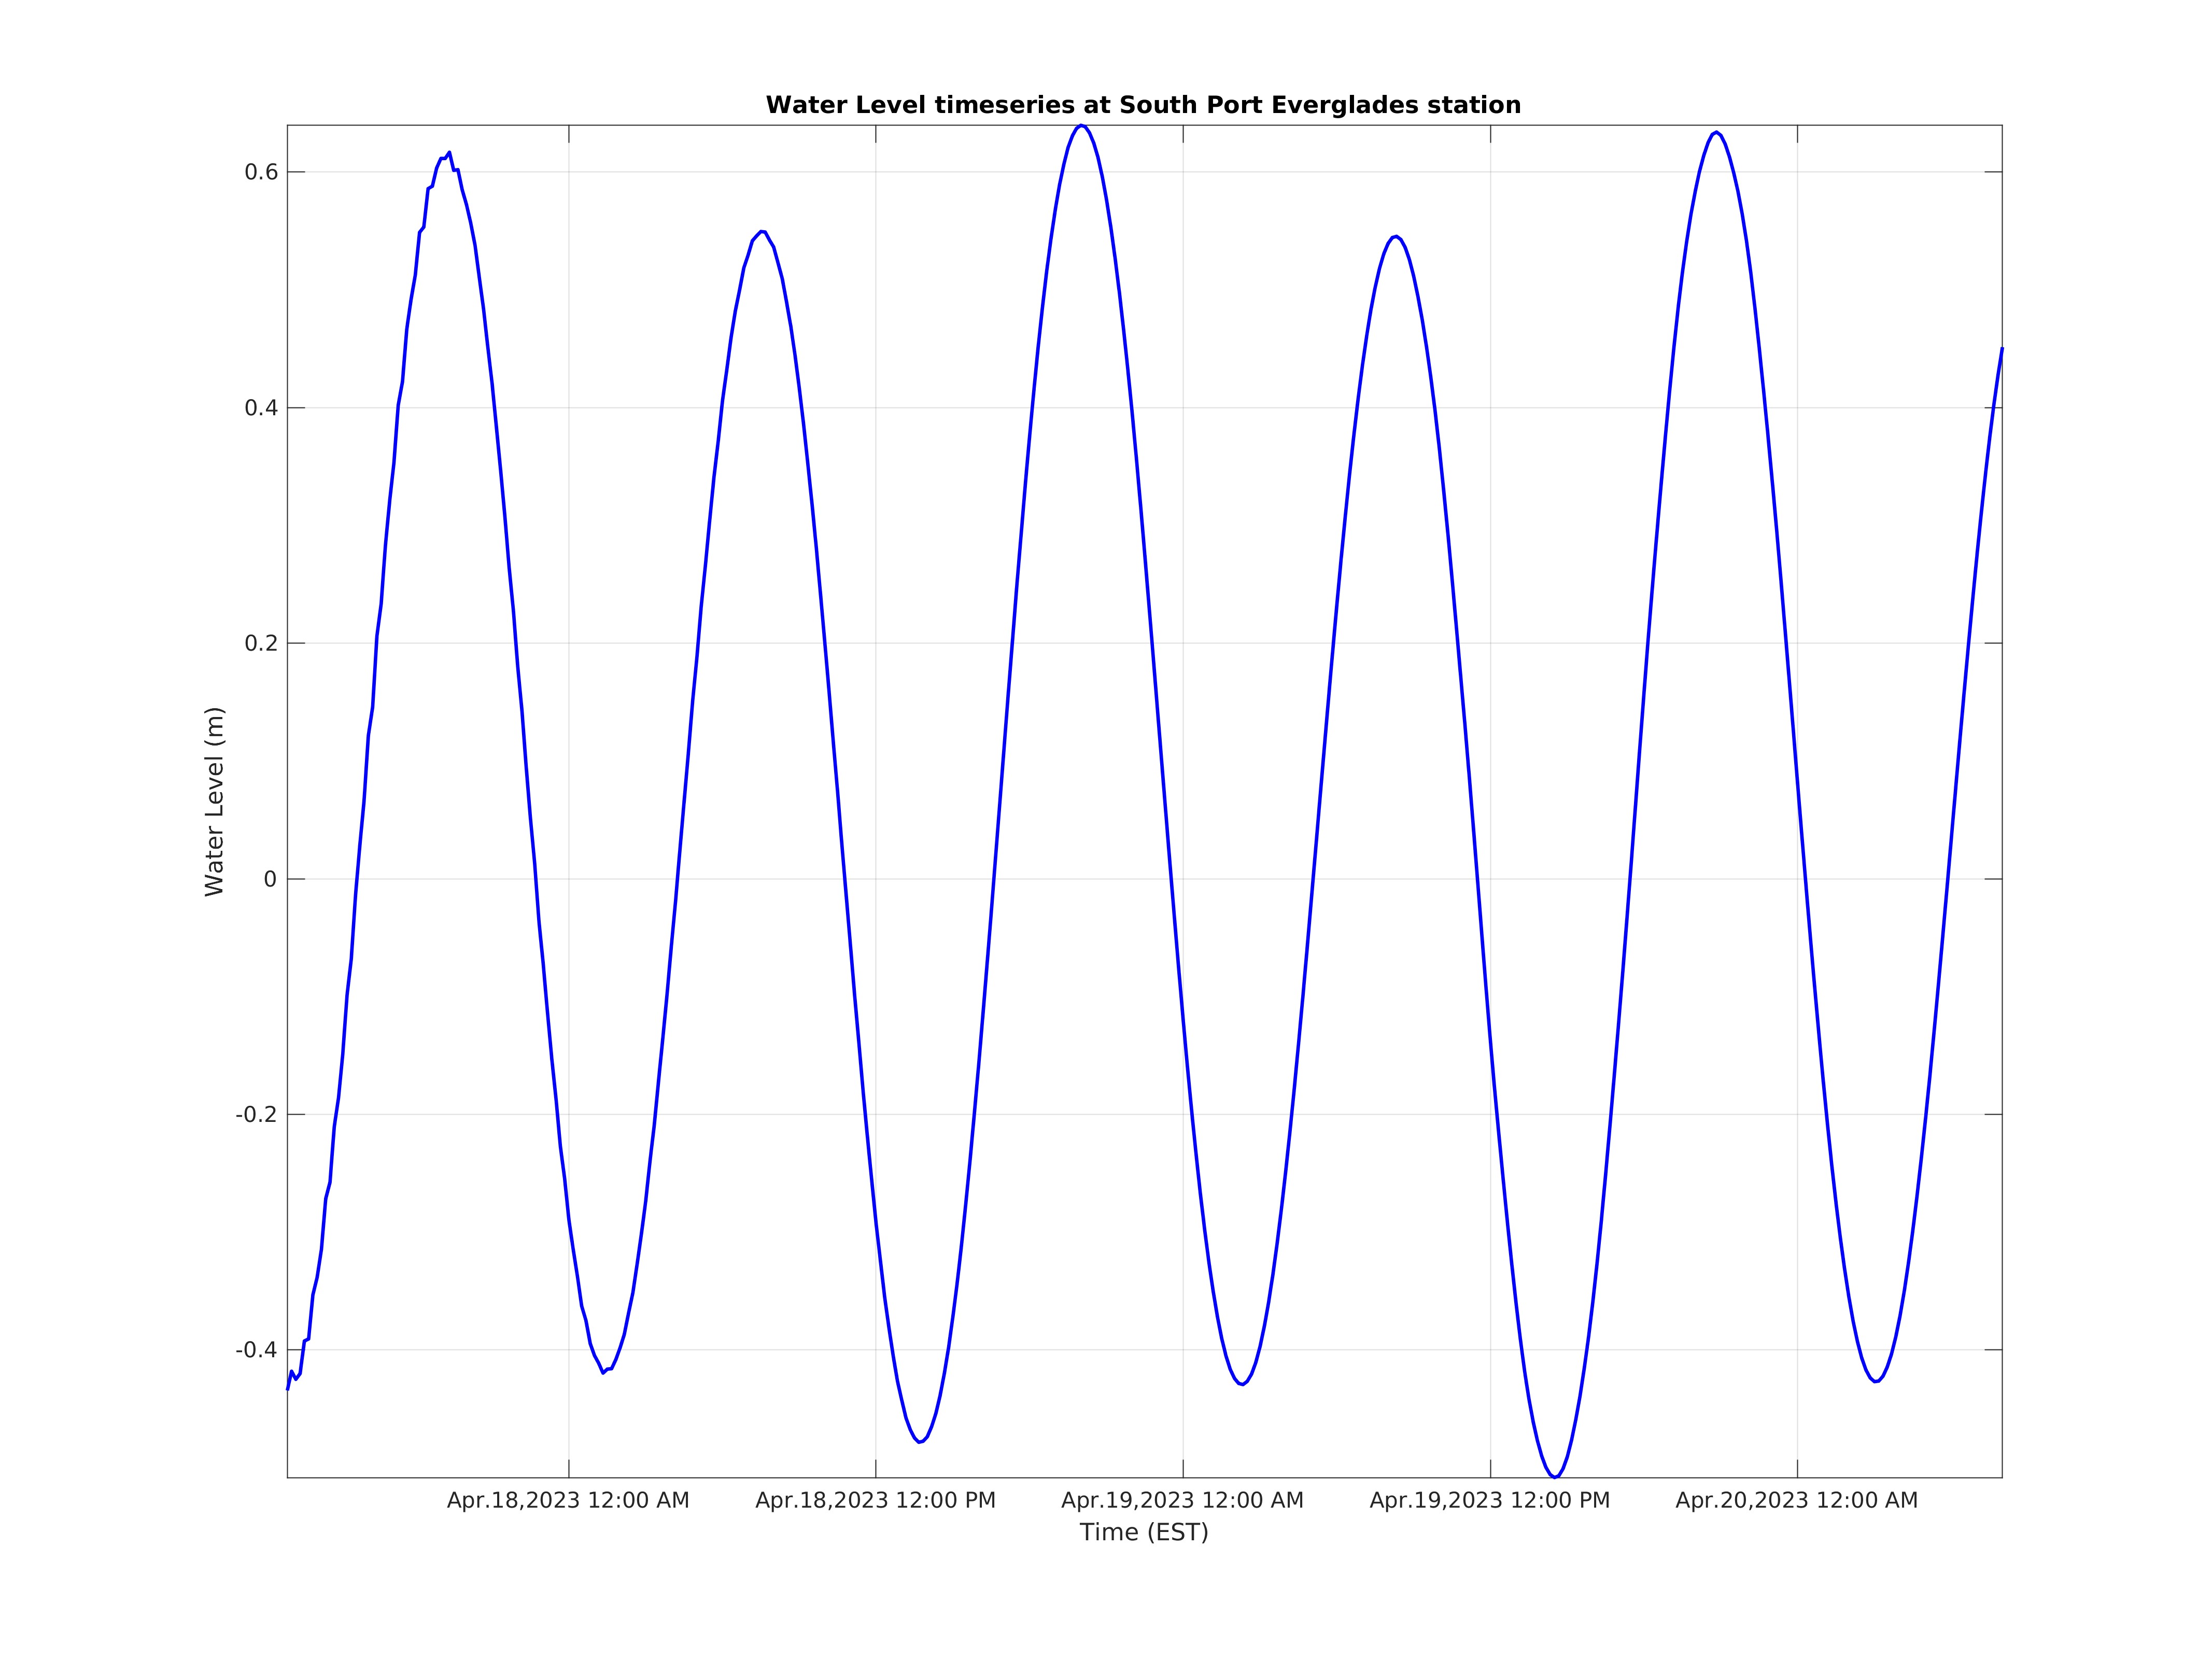 Water Level timeseries at South Port Everglades station
0.6
0.4
0.2
0
-0.2
-0.4
Water Level (m)
Apr.18,2023 12:00 AM Apr.18,2023 12:00 PM Apr.19,2023 12:00 AM Apr.19,2023 12:00 PM Apr.20,2023 12:00 AM
Time (EST)